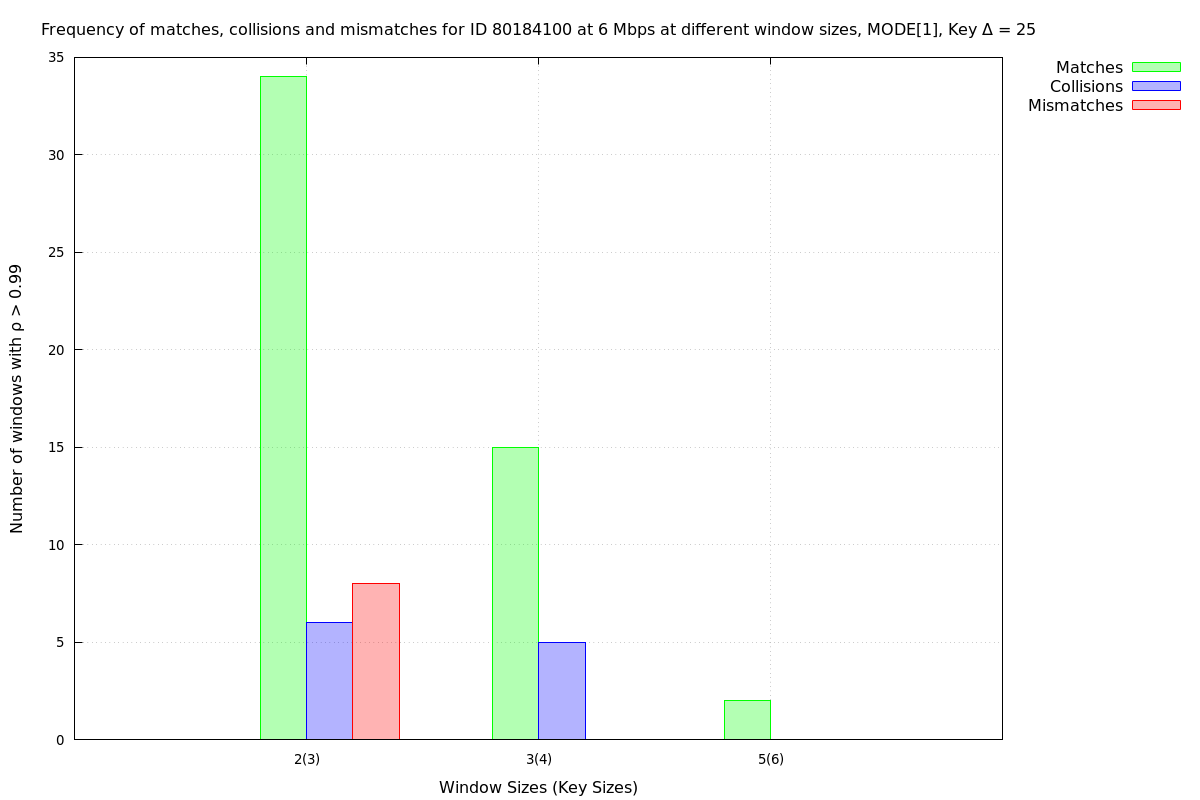 Frequency of matches, collisions and mismatches for ID 80184100 at 6 Mbps at different window sizes, MODE[1], Key Δ = 25
Matches
Collisions
Mismatches
Number of windows with ρ > 0.99
35
30
25
20
15
10
5
0
2(3)
3(4)
5(6)
Window Sizes (Key Sizes)